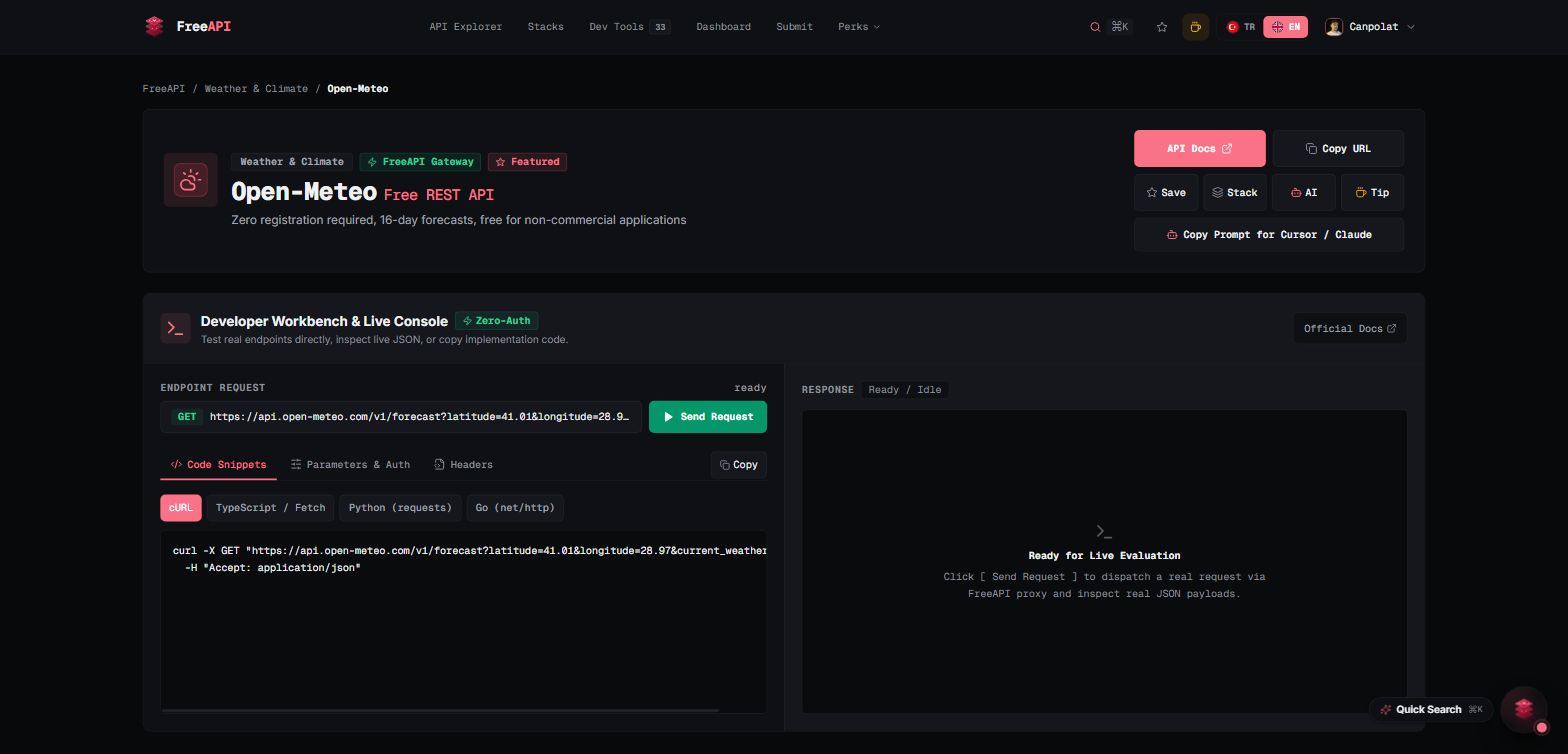 FreeAPI API Explorer Stacks Dev Tools 33 Dashboard Submit Perks ⌘K TR EN Canpolat
FreeAPI / Weather & Climate / Open-Meteo
Weather & Climate FreeAPI Gateway Featured
Open-Meteo Free REST API
Zero registration required, 16-day forecasts, free for non-commercial applications
API Docs Copy URL
Save Stack AI Tip
Copy Prompt for Cursor / Claude
Developer Workbench & Live Console Zero-Auth
Test real endpoints directly, inspect live JSON, or copy implementation code.
Official Docs
ENDPOINT REQUEST ready
GET https://api.open-meteo.com/v1/forecast?latitude=41.01&longitude=28.9… Send Request
</> Code Snippets Parameters & Auth Headers Copy
cURL TypeScript / Fetch Python (requests) Go (net/http)
curl -X GET "https://api.open-meteo.com/v1/forecast?latitude=41.01&longitude=28.97&current_weather
-H "Accept: application/json"
RESPONSE Ready / Idle
Ready for Live Evaluation
Click [ Send Request ] to dispatch a real request via
FreeAPI proxy and inspect real JSON payloads.
Quick Search ⌘K